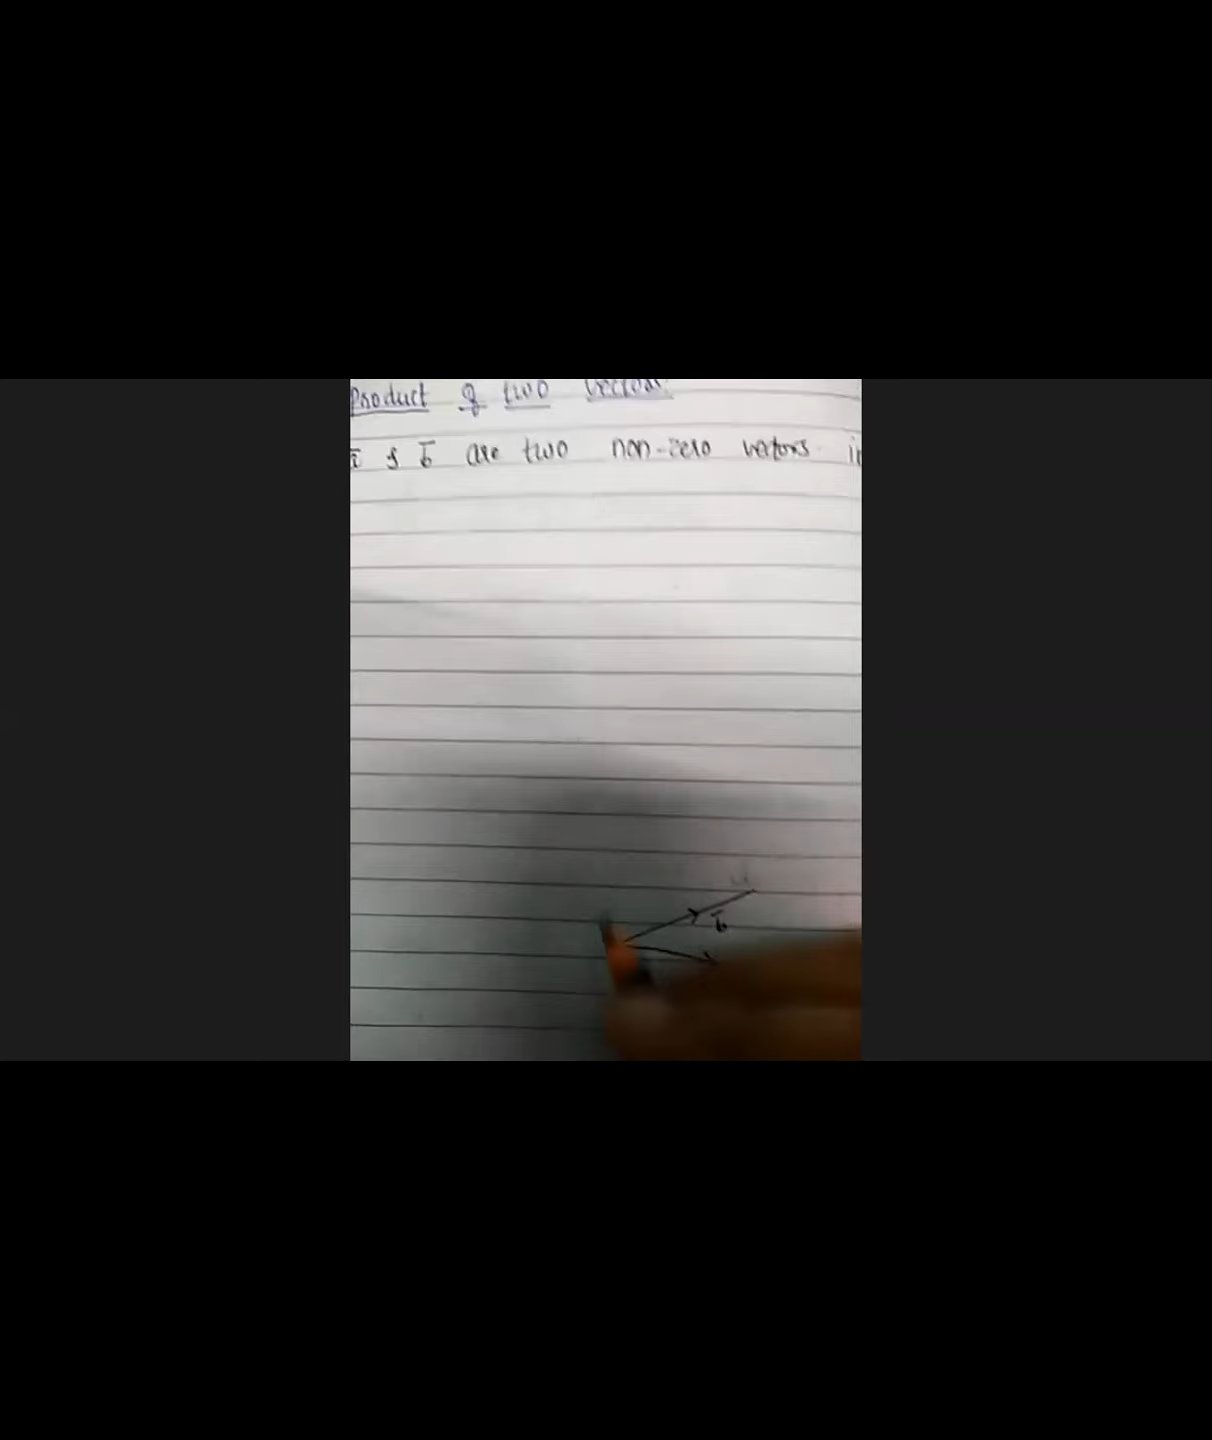 Product of two vectors.
ā & b̄ are two non-zero vectors i
b̄